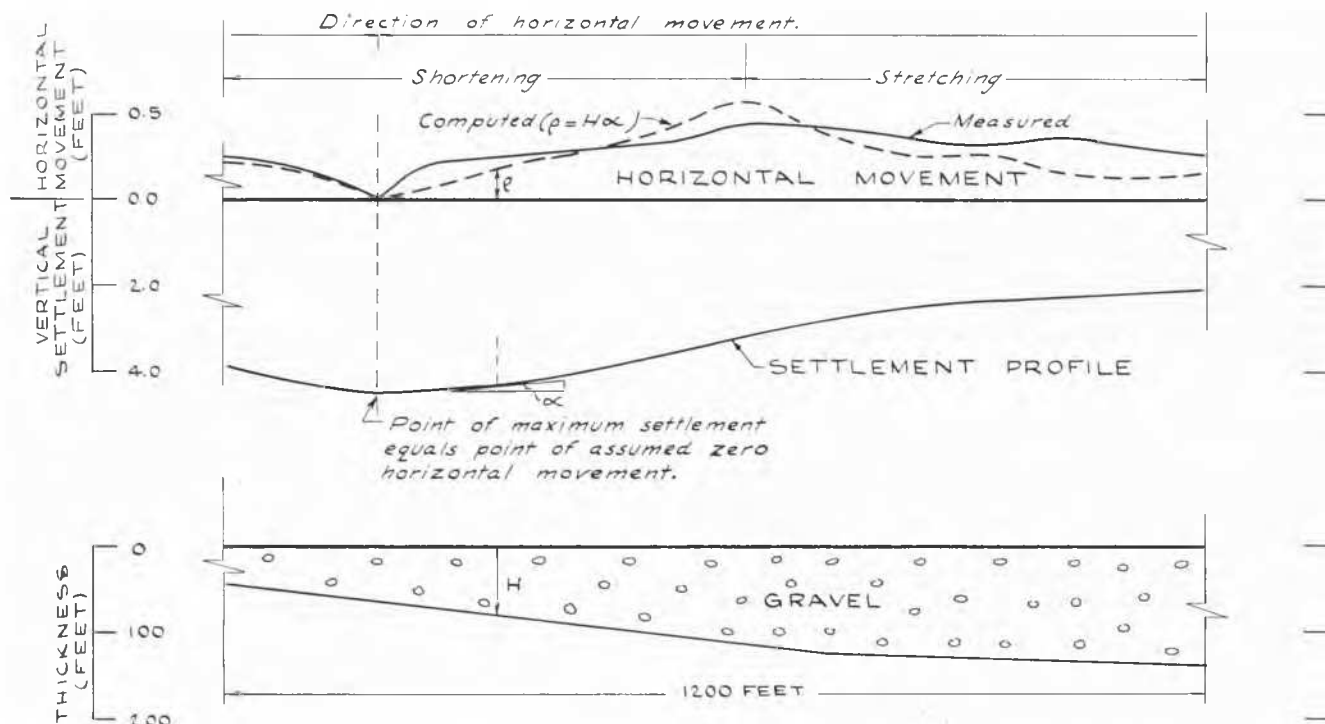 Direction of horizontal movement.
HORIZONTAL
MOVEMENT
(FEET)
Shortening
Stretching
0.5
Computed (ρ = H∝)
Measured
ρ
HORIZONTAL MOVEMENT
0.0
VERTICAL
SETTLEMENT
(FEET)
2.0
4.0
SETTLEMENT PROFILE
∝
Point of maximum settlement
equals point of assumed zero
horizontal movement.
THICKNESS
(FEET)
0
H
GRAVEL
100
1200 FEET